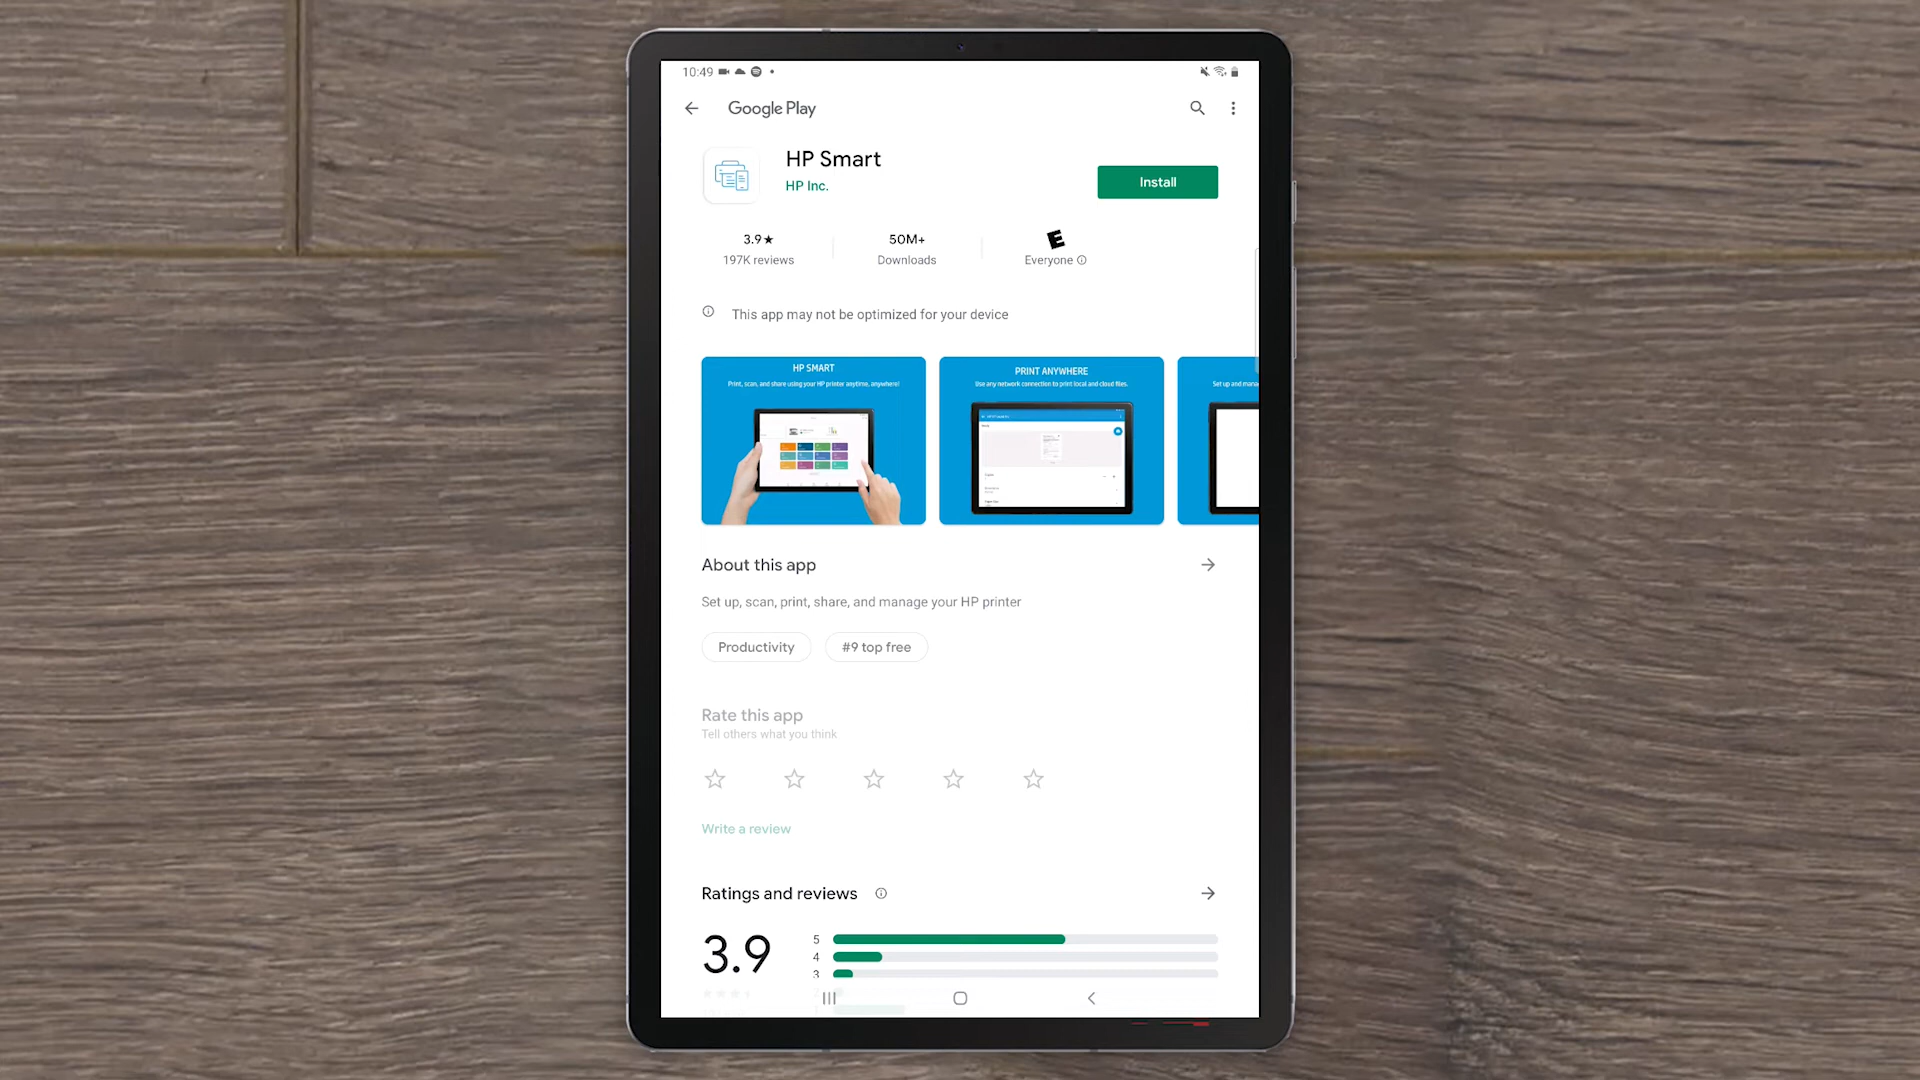 10:49
Google Play
HP Smart
HP Inc.
Install
3.9★
197K reviews
50M+
Downloads
E
Everyone
This app may not be optimized for your device
HP SMART
Print, scan, and share using your HP printer anytime, anywhere!
PRINT ANYWHERE
Use any network connection to print local and cloud files.
Set up and mana
About this app
Set up, scan, print, share, and manage your HP printer
Productivity
#9 top free
Rate this app
Tell others what you think
Write a review
Ratings and reviews
3.9
5
4
3